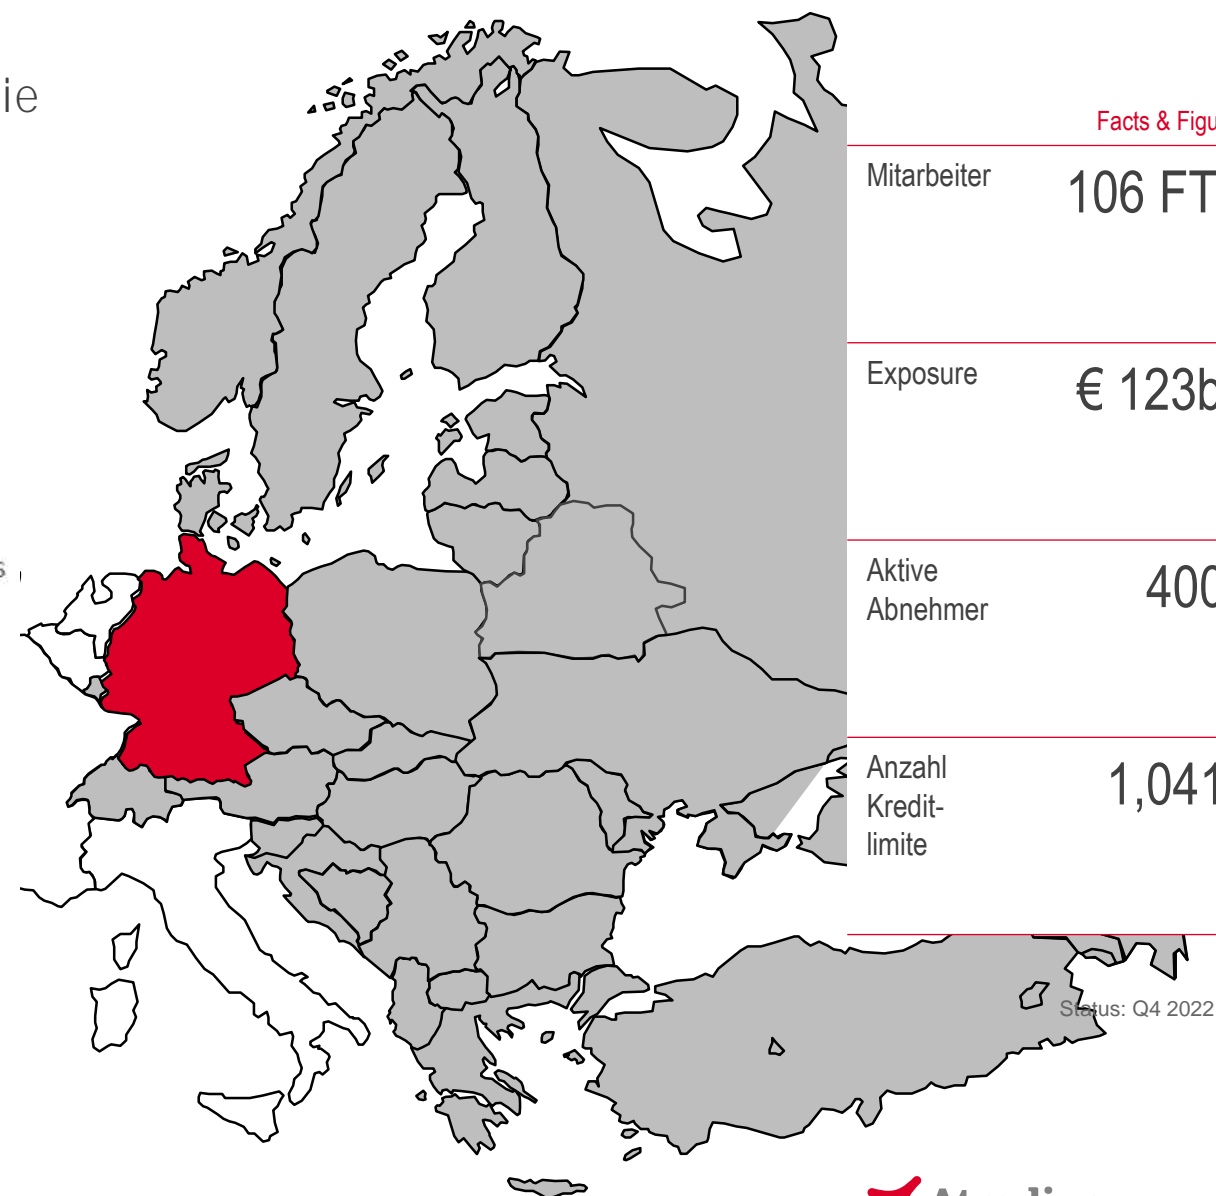 ie
Facts & Figu
Mitarbeiter
106 FT
Exposure
€ 123b
Aktive
Abnehmer
400
Anzahl
Kredit-
limite
1,041
s
Status: Q4 2022